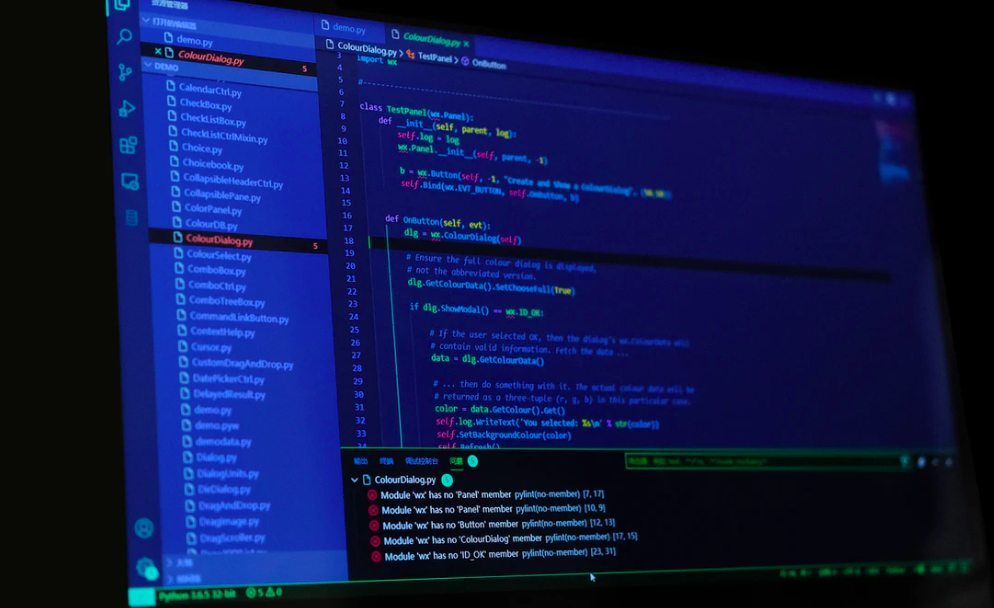 资源管理器
打开的编辑器
demo.py
ColourDialog.py 5
DEMO
CalendarCtrl.py
CheckBox.py
CheckListBox.py
CheckListCtrlMixin.py
Choice.py
Choicebook.py
CollapsibleHeaderCtrl.py
CollapsiblePane.py
ColorPanel.py
ColourDB.py
ColourDialog.py 5
ColourSelect.py
ComboBox.py
ComboCtrl.py
ComboTreeBox.py
CommandLinkButton.py
ContextHelp.py
Cursor.py
CustomDragAndDrop.py
DatePickerCtrl.py
DelayedResult.py
demo.py
demo.pyw
demodata.py
Dialog.py
DialogUnits.py
DirDialog.py
DragAndDrop.py
DragImage.py
DragScroller.py
大纲
demo.py
ColourDialog.py
ColourDialog.py > TestPanel > OnButton
3 import wx
4
5 #
6
7 class TestPanel(wx.Panel):
8 def __init__(self, parent, log):
9 self.log = log
10 wx.Panel.__init__(self, parent, -1)
11
12 b = wx.Button(self, -1, "Create and Show a ColourDialog", (50,50))
13 self.Bind(wx.EVT_BUTTON, self.OnButton, b)
14
15
16 def OnButton(self, evt):
17 dlg = wx.ColourDialog(self)
18
19 # Ensure the full colour dialog is displayed,
20 # not the abbreviated version.
21 dlg.GetColourData().SetChooseFull(True)
22
23 if dlg.ShowModal() == wx.ID_OK:
24
25 # If the user selected OK, then the dialog's wx.ColourData will
26 # contain valid information. Fetch the data ...
27 data = dlg.GetColourData()
28
29 # ... then do something with it. The actual colour data will be
30 # returned as a three-tuple (r, g, b) in this particular case.
31 color = data.GetColour().Get()
32 self.log.WriteText('You selected: %s\n' % str(color))
33 self.SetBackgroundColour(color)
34 self.Refresh()
输出 终端 调试控制台 问题
ColourDialog.py
Module 'wx' has no 'Panel' member pylint(no-member) [7, 17]
Module 'wx' has no 'Panel' member pylint(no-member) [10, 9]
Module 'wx' has no 'Button' member pylint(no-member) [12, 13]
Module 'wx' has no 'ColourDialog' member pylint(no-member) [17, 15]
Module 'wx' has no 'ID_OK' member pylint(no-member) [23, 31]
Python 3.6.5 32-bit 5 0